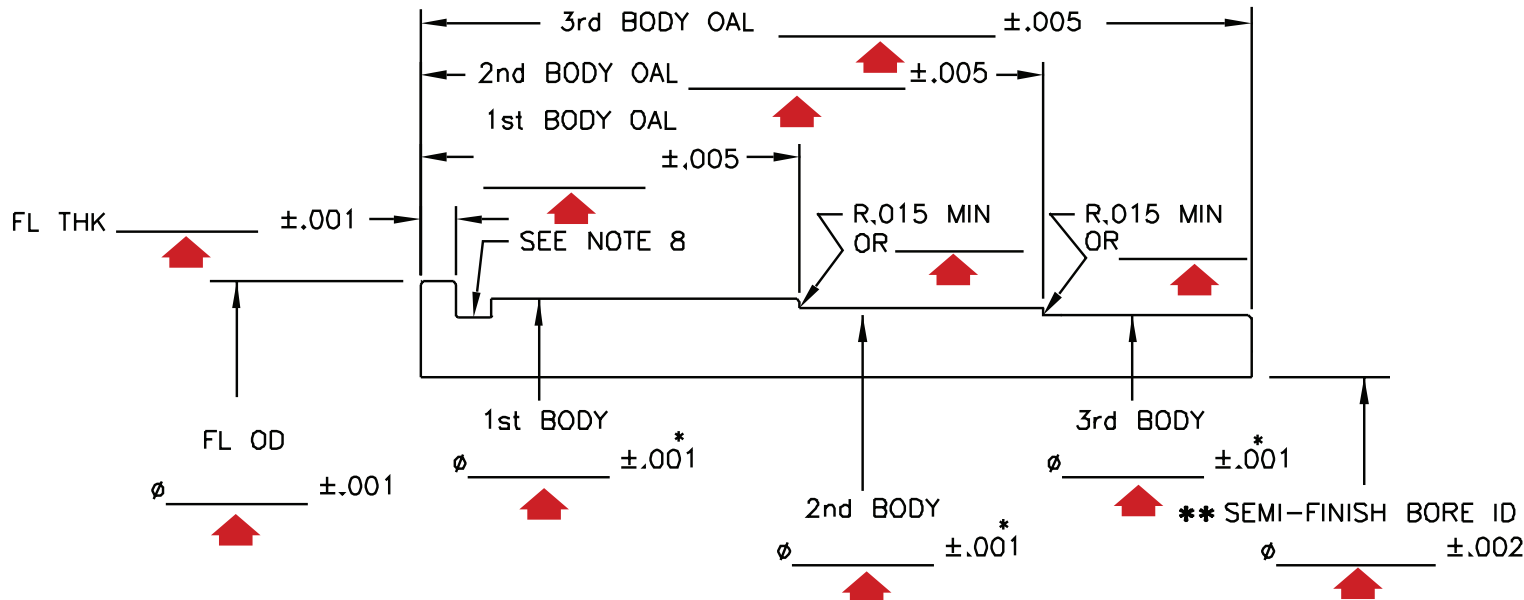 3rd BODY OAL ±.005
2nd BODY OAL ±.005
1st BODY OAL
±.005
FL THK ±.001
SEE NOTE 8
R.015 MIN
OR
R.015 MIN
OR
FL OD
ø ±.001
1st BODY
ø ±.001*
2nd BODY
ø ±.001*
3rd BODY
ø ±.001*
** SEMI-FINISH BORE ID
ø ±.002